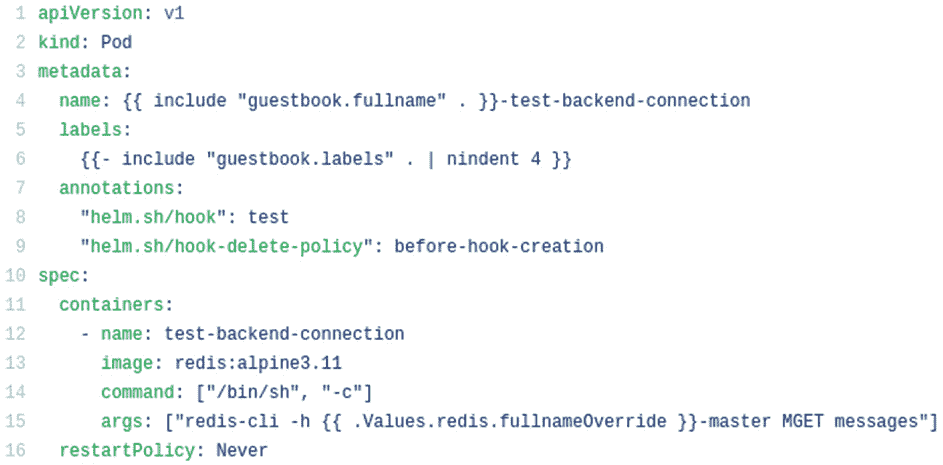 1 apiVersion: v1
2 kind: Pod
3 metadata:
4   name: {{ include "guestbook.fullname" . }}-test-backend-connection
5   labels:
6     {{- include "guestbook.labels" . | nindent 4 }}
7   annotations:
8     "helm.sh/hook": test
9     "helm.sh/hook-delete-policy": before-hook-creation
10 spec:
11   containers:
12     - name: test-backend-connection
13       image: redis:alpine3.11
14       command: ["/bin/sh", "-c"]
15       args: ["redis-cli -h {{ .Values.redis.fullnameOverride }}-master MGET messages"]
16   restartPolicy: Never